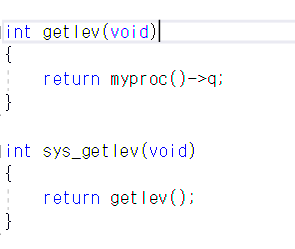 int getlev(void)
{
    return myproc()->q;
}

int sys_getlev(void)
{
    return getlev();
}